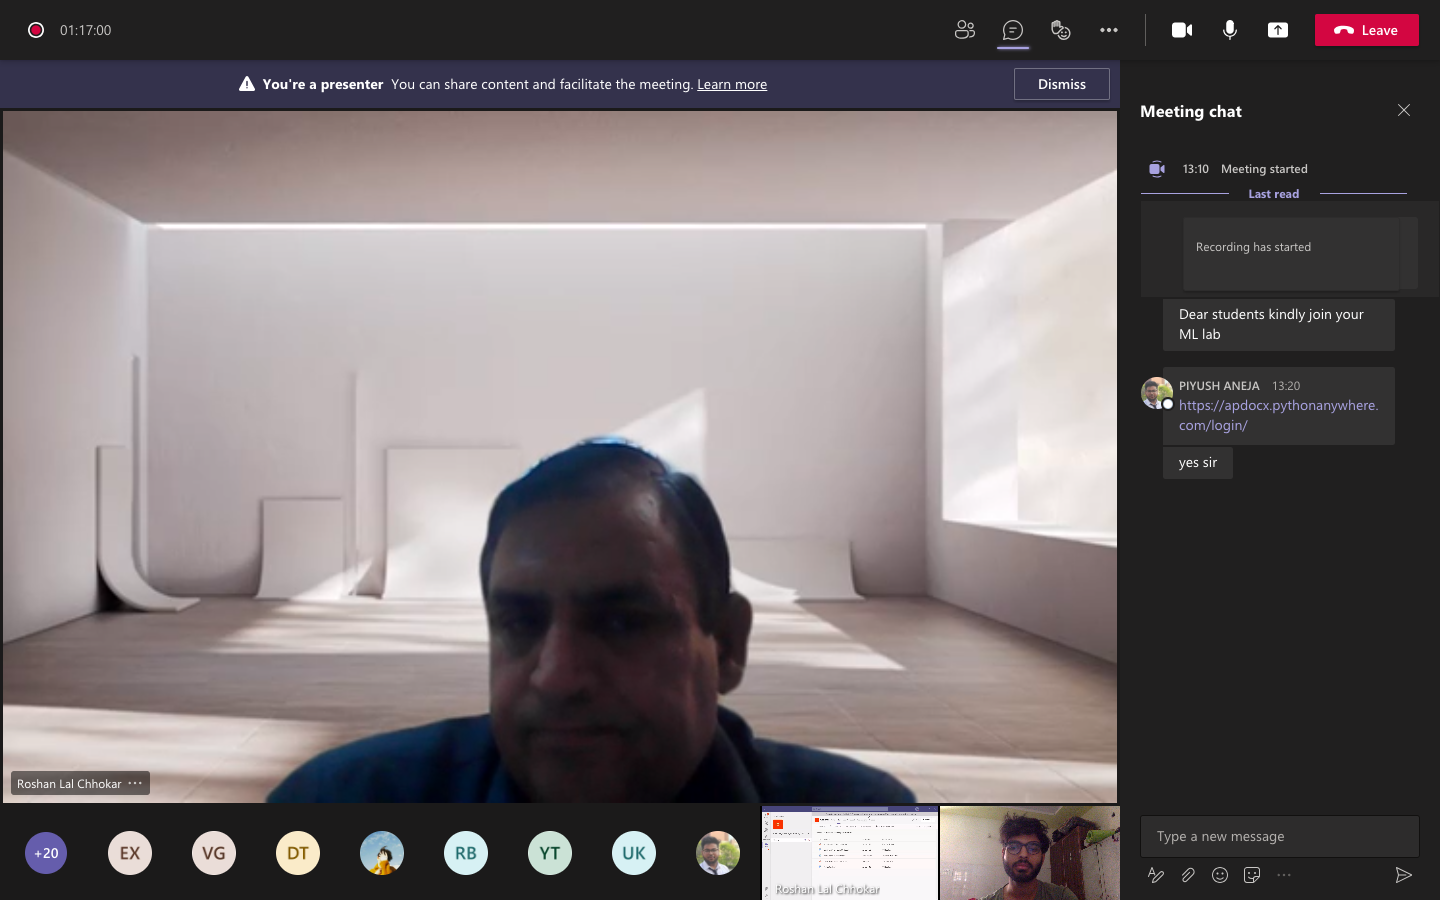 01:17:00
Leave
You're a presenter You can share content and facilitate the meeting. Learn more
Dismiss
Roshan Lal Chhokar ...
+20
EX
VG
DT
RB
YT
UK
Roshan Lal Chhokar
Meeting chat
13:10 Meeting started
Last read
Recording has started
Dear students kindly join your
ML lab
PIYUSH ANEJA 13:20
https://apdocx.pythonanywhere.
com/login/
yes sir
Type a new message